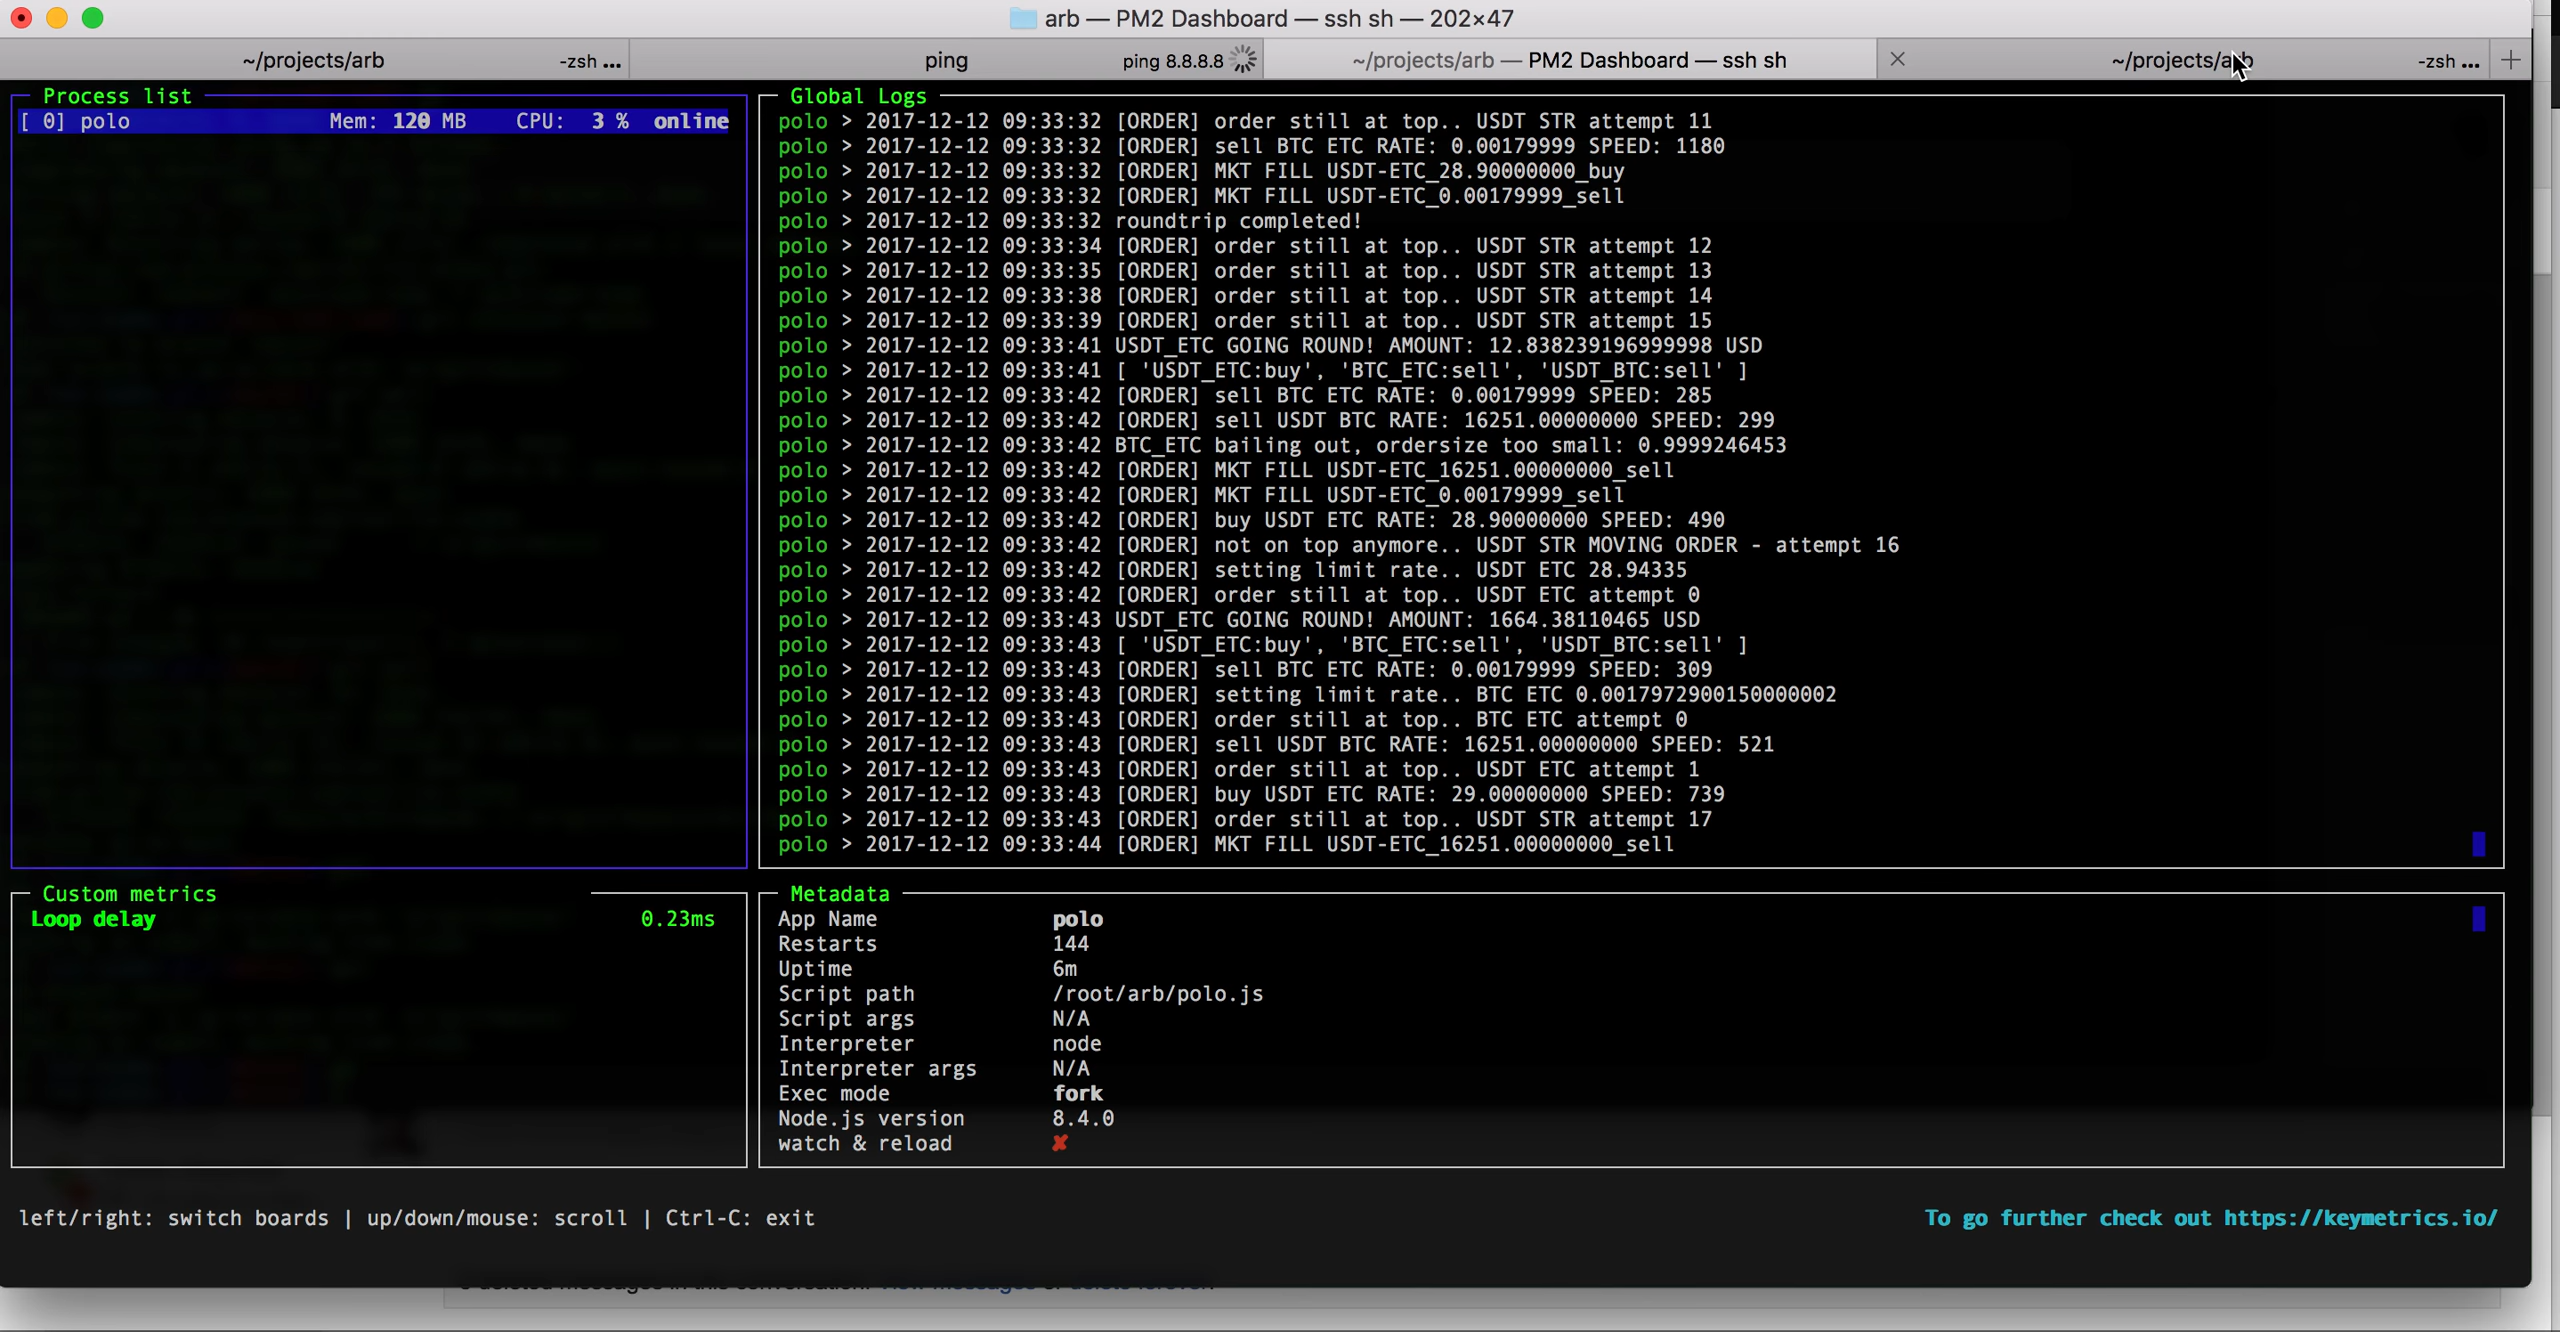 arb — PM2 Dashboard — ssh sh — 202×47
~/projects/arb -zsh ...
ping ping 8.8.8.8
~/projects/arb — PM2 Dashboard — ssh sh
~/projects/arb -zsh ...
Process list
[ 0] polo Mem: 120 MB CPU: 3 % online
Global Logs
polo > 2017-12-12 09:33:32 [ORDER] order still at top.. USDT STR attempt 11
polo > 2017-12-12 09:33:32 [ORDER] sell BTC ETC RATE: 0.00179999 SPEED: 1180
polo > 2017-12-12 09:33:32 [ORDER] MKT FILL USDT-ETC_28.90000000_buy
polo > 2017-12-12 09:33:32 [ORDER] MKT FILL USDT-ETC_0.00179999_sell
polo > 2017-12-12 09:33:32 roundtrip completed!
polo > 2017-12-12 09:33:34 [ORDER] order still at top.. USDT STR attempt 12
polo > 2017-12-12 09:33:35 [ORDER] order still at top.. USDT STR attempt 13
polo > 2017-12-12 09:33:38 [ORDER] order still at top.. USDT STR attempt 14
polo > 2017-12-12 09:33:39 [ORDER] order still at top.. USDT STR attempt 15
polo > 2017-12-12 09:33:41 USDT_ETC GOING ROUND! AMOUNT: 12.838239196999998 USD
polo > 2017-12-12 09:33:41 [ 'USDT_ETC:buy', 'BTC_ETC:sell', 'USDT_BTC:sell' ]
polo > 2017-12-12 09:33:42 [ORDER] sell BTC ETC RATE: 0.00179999 SPEED: 285
polo > 2017-12-12 09:33:42 [ORDER] sell USDT BTC RATE: 16251.00000000 SPEED: 299
polo > 2017-12-12 09:33:42 BTC_ETC bailing out, ordersize too small: 0.9999246453
polo > 2017-12-12 09:33:42 [ORDER] MKT FILL USDT-ETC_16251.00000000_sell
polo > 2017-12-12 09:33:42 [ORDER] MKT FILL USDT-ETC_0.00179999_sell
polo > 2017-12-12 09:33:42 [ORDER] buy USDT ETC RATE: 28.90000000 SPEED: 490
polo > 2017-12-12 09:33:42 [ORDER] not on top anymore.. USDT STR MOVING ORDER - attempt 16
polo > 2017-12-12 09:33:42 [ORDER] setting limit rate.. USDT ETC 28.94335
polo > 2017-12-12 09:33:42 [ORDER] order still at top.. USDT ETC attempt 0
polo > 2017-12-12 09:33:43 USDT_ETC GOING ROUND! AMOUNT: 1664.38110465 USD
polo > 2017-12-12 09:33:43 [ 'USDT_ETC:buy', 'BTC_ETC:sell', 'USDT_BTC:sell' ]
polo > 2017-12-12 09:33:43 [ORDER] sell BTC ETC RATE: 0.00179999 SPEED: 309
polo > 2017-12-12 09:33:43 [ORDER] setting limit rate.. BTC ETC 0.0017972900150000002
polo > 2017-12-12 09:33:43 [ORDER] order still at top.. BTC ETC attempt 0
polo > 2017-12-12 09:33:43 [ORDER] sell USDT BTC RATE: 16251.00000000 SPEED: 521
polo > 2017-12-12 09:33:43 [ORDER] order still at top.. USDT ETC attempt 1
polo > 2017-12-12 09:33:43 [ORDER] buy USDT ETC RATE: 29.00000000 SPEED: 739
polo > 2017-12-12 09:33:43 [ORDER] order still at top.. USDT STR attempt 17
polo > 2017-12-12 09:33:44 [ORDER] MKT FILL USDT-ETC_16251.00000000_sell
Custom metrics
Loop delay 0.23ms
Metadata
App Name polo
Restarts 144
Uptime 6m
Script path /root/arb/polo.js
Script args N/A
Interpreter node
Interpreter args N/A
Exec mode fork
Node.js version 8.4.0
watch & reload ✘
left/right: switch boards | up/down/mouse: scroll | Ctrl-C: exit
To go further check out https://keymetrics.io/